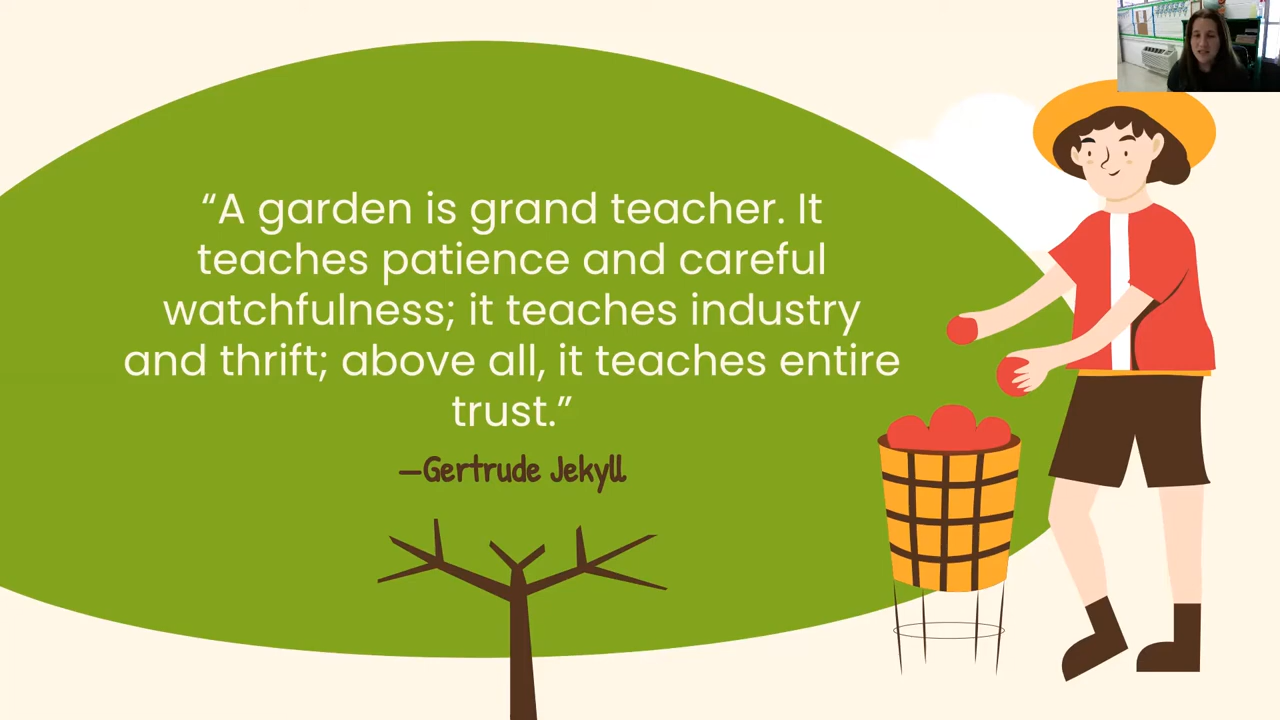 “A garden is grand teacher. It
teaches patience and careful
watchfulness; it teaches industry
and thrift; above all, it teaches entire
trust.”
—Gertrude Jekyll